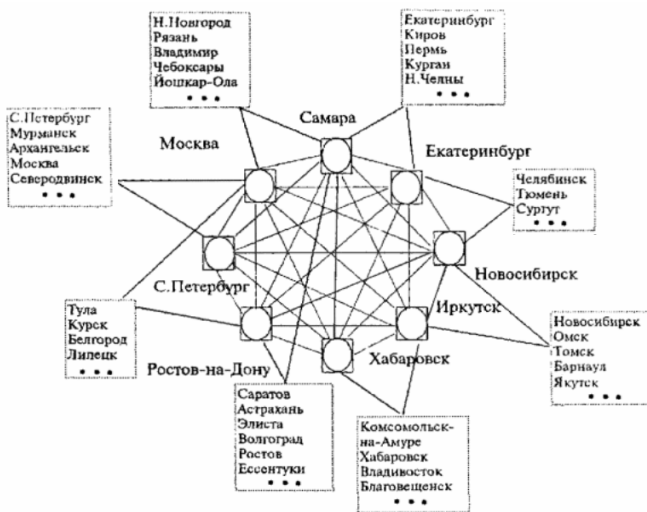 Н.Новгород
Рязань
Владимир
Чебоксары
Йошкар-Ола
• • •
Екатеринбург
Киров
Пермь
Курган
Н.Челны
• • •
С.Петербург
Мурманск
Архангельск
Москва
Северодвинск
• • •
Москва
Самара
Екатеринбург
Челябинск
Тюмень
Сургут
• • •
С.Петербург
Новосибирск
Иркутск
Тула
Курск
Белгород
Липецк
• • •
Ростов-на-Дону
Хабаровск
Новосибирск
Омск
Томск
Барнаул
Якутск
• • •
Саратов
Астрахань
Элиста
Волгоград
Ростов
Ессентуки
• • •
Комсомольск-
на-Амуре
Хабаровск
Владивосток
Благовещенск
• • •